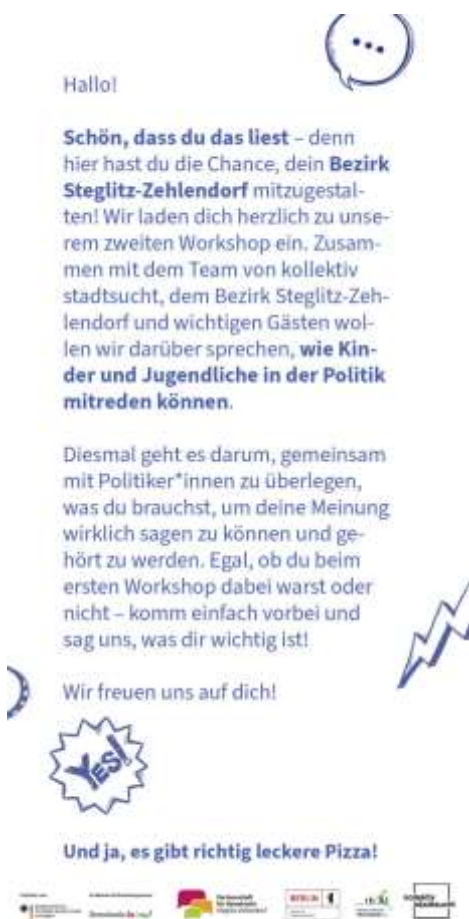 Hallo!
Schön, dass du das liest – denn
hier hast du die Chance, dein Bezirk
Steglitz-Zehlendorf mitzugestal-
ten! Wir laden dich herzlich zu unse-
rem zweiten Workshop ein. Zusam-
men mit dem Team von kollektiv
stadtsucht, dem Bezirk Steglitz-Zeh-
lendorf und wichtigen Gästen wol-
len wir darüber sprechen, wie Kin-
der und Jugendliche in der Politik
mitreden können.
Diesmal geht es darum, gemeinsam
mit Politiker*innen zu überlegen,
was du brauchst, um deine Meinung
wirklich sagen zu können und ge-
hört zu werden. Egal, ob du beim
ersten Workshop dabei warst oder
nicht – komm einfach vorbei und
sag uns, was dir wichtig ist!
Wir freuen uns auf dich!
YES!
Und ja, es gibt richtig leckere Pizza!
BERLIN